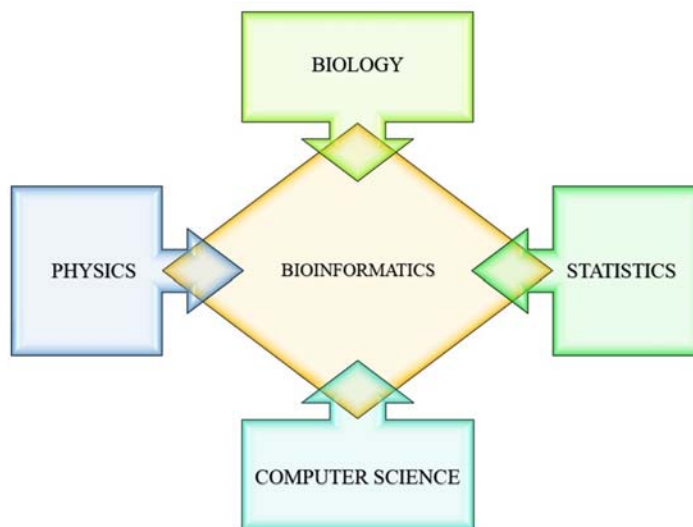 BIOLOGY
PHYSICS
BIOINFORMATICS
STATISTICS
COMPUTER SCIENCE